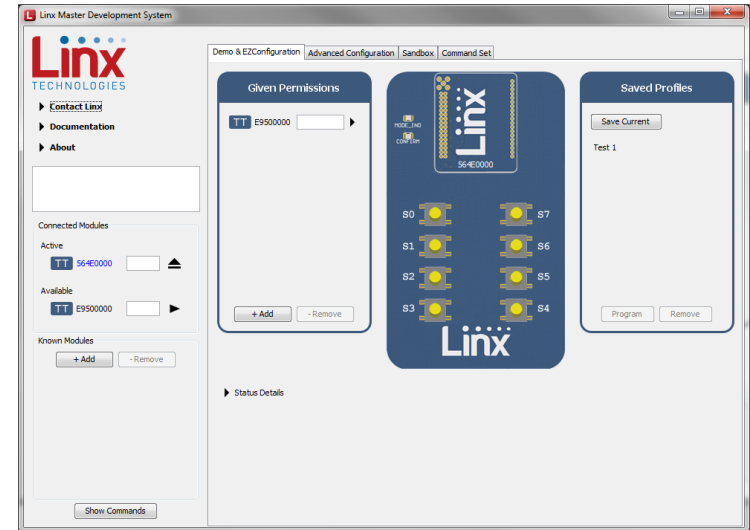 Linx Master Development System
Linx
TECHNOLOGIES
Contact Linx
Documentation
About
Connected Modules
Active
TT 564E0000
Available
TT E9500000
Known Modules
+ Add - Remove
Show Commands
Demo & EZConfiguration Advanced Configuration Sandbox Command Set
Given Permissions
TT E9500000
+ Add - Remove
MODE_IND
CONFIRM
Linx
564E0000
S0 S7
S1 S6
S2 S5
S3 S4
Linx
Saved Profiles
Save Current
Test 1
Program Remove
Status Details